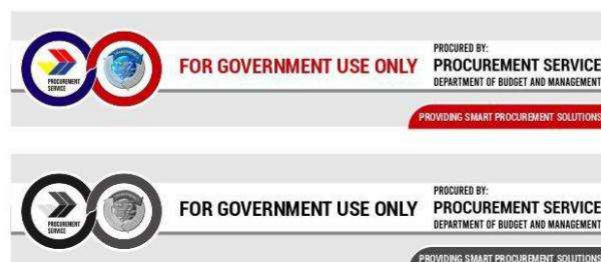 PROCUREMENT
SERVICE
FOR GOVERNMENT USE ONLY
PROCURED BY:
PROCUREMENT SERVICE
DEPARTMENT OF BUDGET AND MANAGEMENT
PROVIDING SMART PROCUREMENT SOLUTIONS
PROCUREMENT
SERVICE
FOR GOVERNMENT USE ONLY
PROCURED BY:
PROCUREMENT SERVICE
DEPARTMENT OF BUDGET AND MANAGEMENT
PROVIDING SMART PROCUREMENT SOLUTIONS